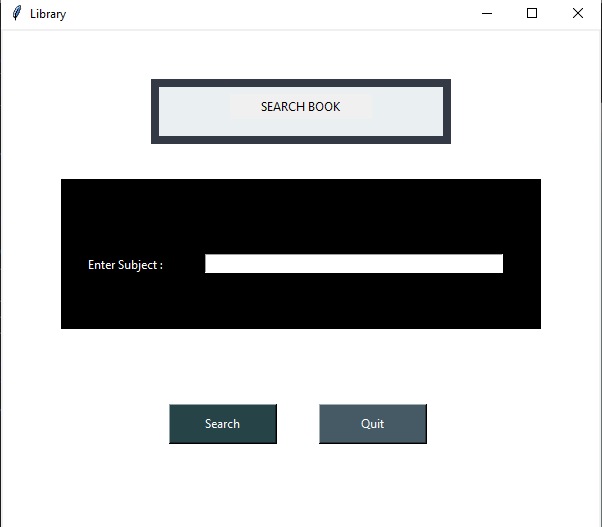 Library
SEARCH BOOK
Enter Subject :
Search
Quit